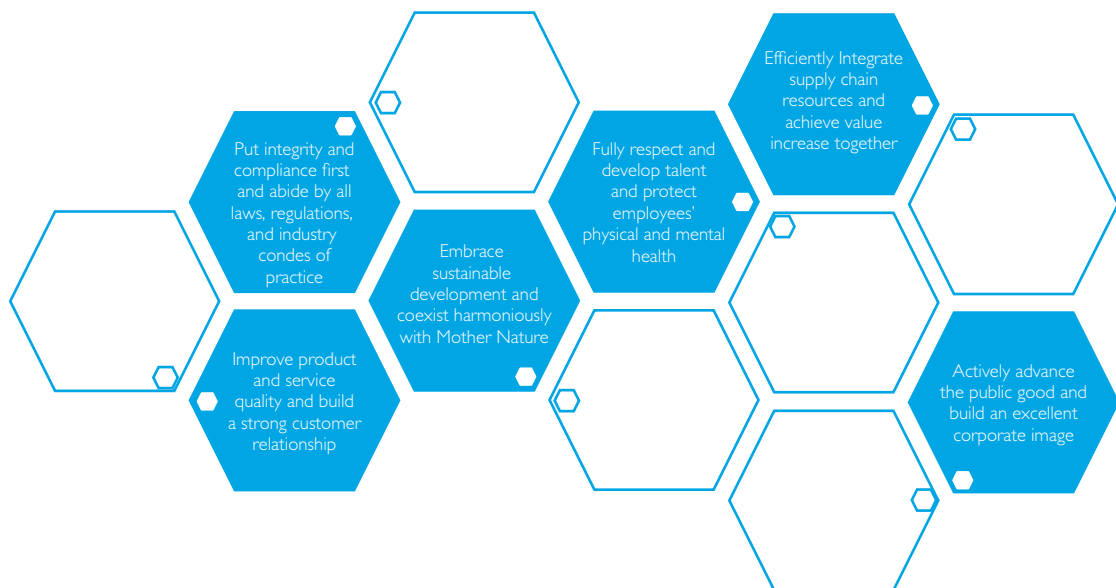 Put integrity and
compliance first
and abide by all
laws, regulations,
and industry
condes of
practice
Improve product
and service
quality and build
a strong customer
relationship
Embrace
sustainable
development and
coexist harmoniously
with Mother Nature
Fully respect and
develop talent
and protect
employees’
physical and mental
health
Efficiently Integrate
supply chain
resources and
achieve value
increase together
Actively advance
the public good and
build an excellent
corporate image